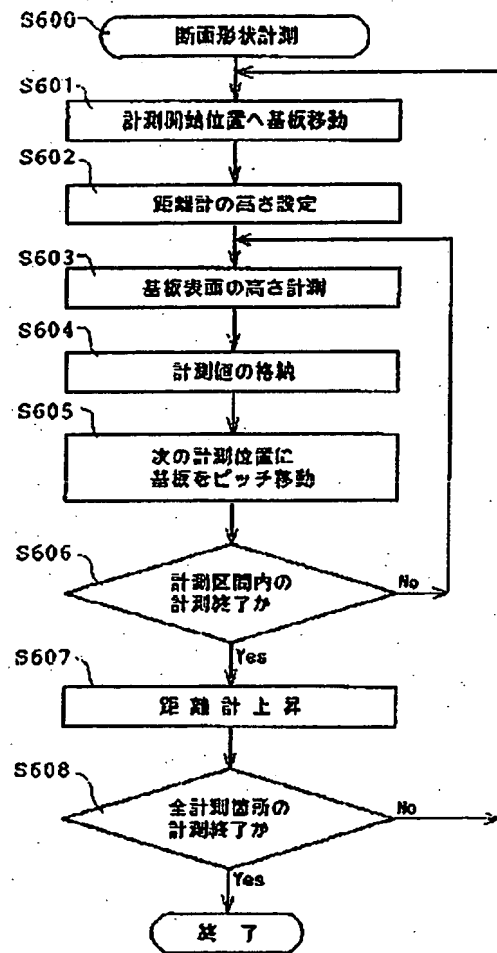 S600
断面形状計測
S601
計測開始位置へ基板移動
S602
距離計の高さ設定
S603
基板表面の高さ計測
S604
計測値の格納
S605
次の計測位置に
基板をピッチ移動
S606
計測区間内の
計測終了か
No
Yes
S607
距離計上昇
S608
全計測箇所の
計測終了か
No
Yes
終了